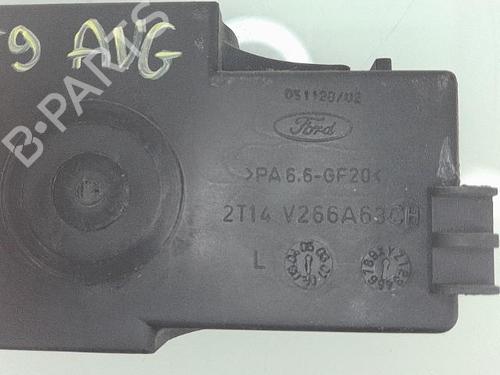 9 AVG
B-PARTS
051128/02
Ford
>PA6.6-GF20<
2T14 V266A63CH
L